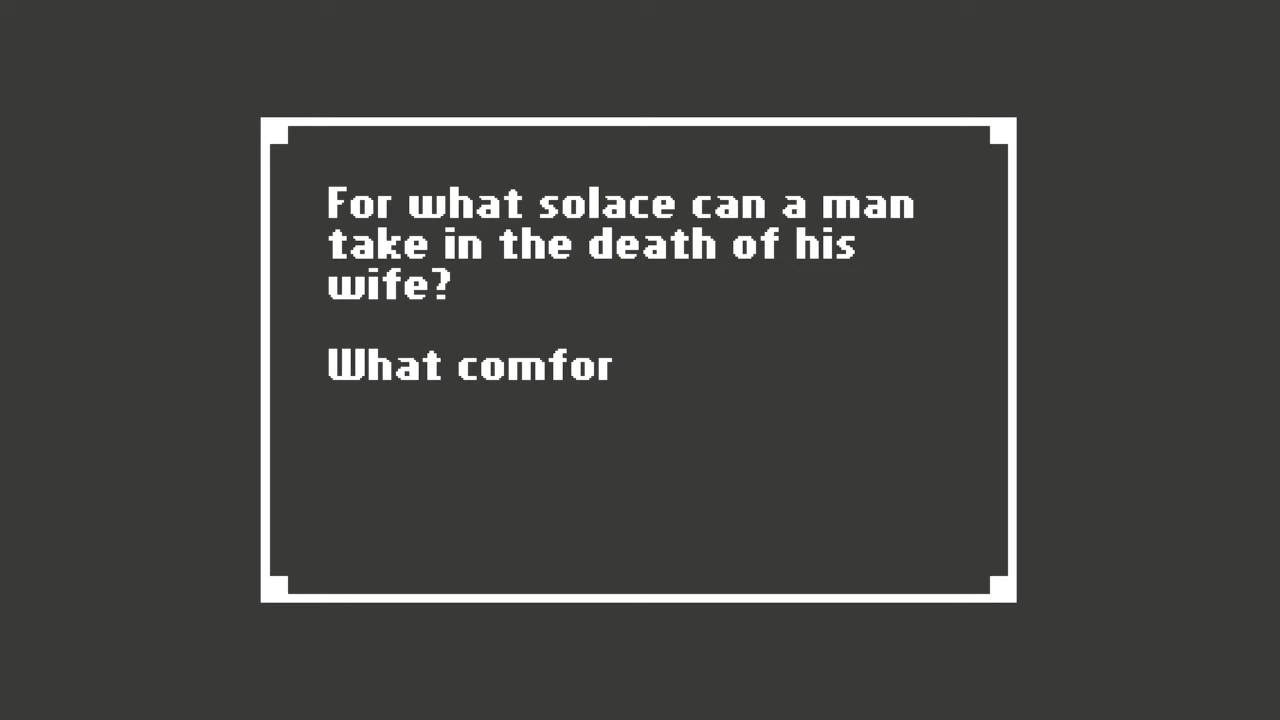 For what solace can a man
take in the death of his
wife?
What comfor